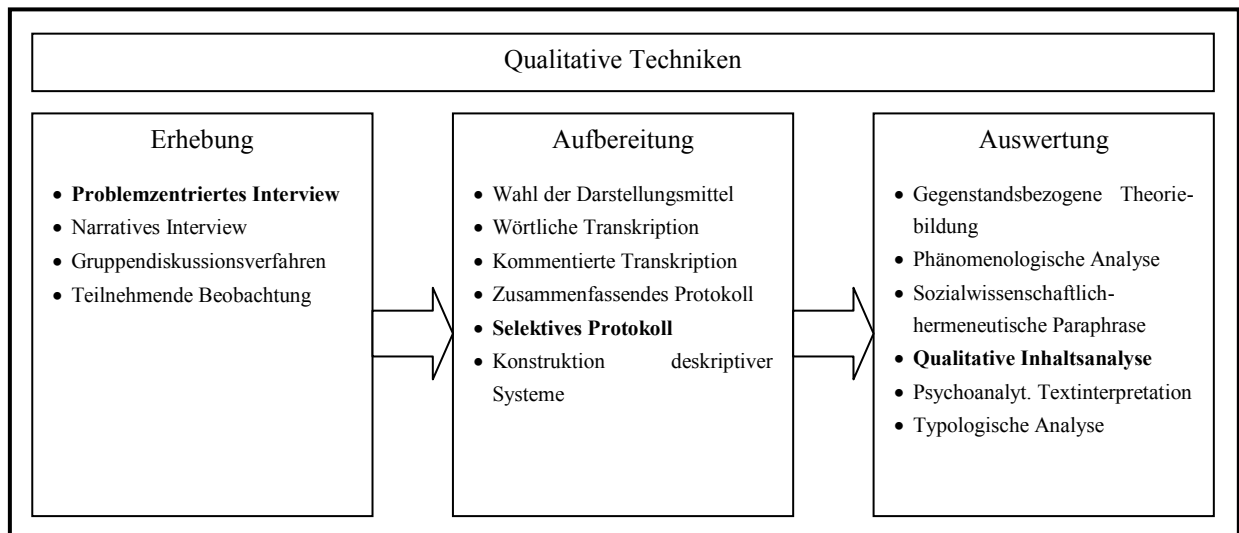 Qualitative Techniken
Erhebung
• Problemzentriertes Interview
• Narratives Interview
• Gruppendiskussionsverfahren
• Teilnehmende Beobachtung
Aufbereitung
• Wahl der Darstellungsmittel
• Wörtliche Transkription
• Kommentierte Transkription
• Zusammenfassendes Protokoll
• Selektives Protokoll
• Konstruktion deskriptiver
Systeme
Auswertung
• Gegenstandsbezogene Theorie-
bildung
• Phänomenologische Analyse
• Sozialwissenschaftlich-
hermeneutische Paraphrase
• Qualitative Inhaltsanalyse
• Psychoanalyt. Textinterpretation
• Typologische Analyse